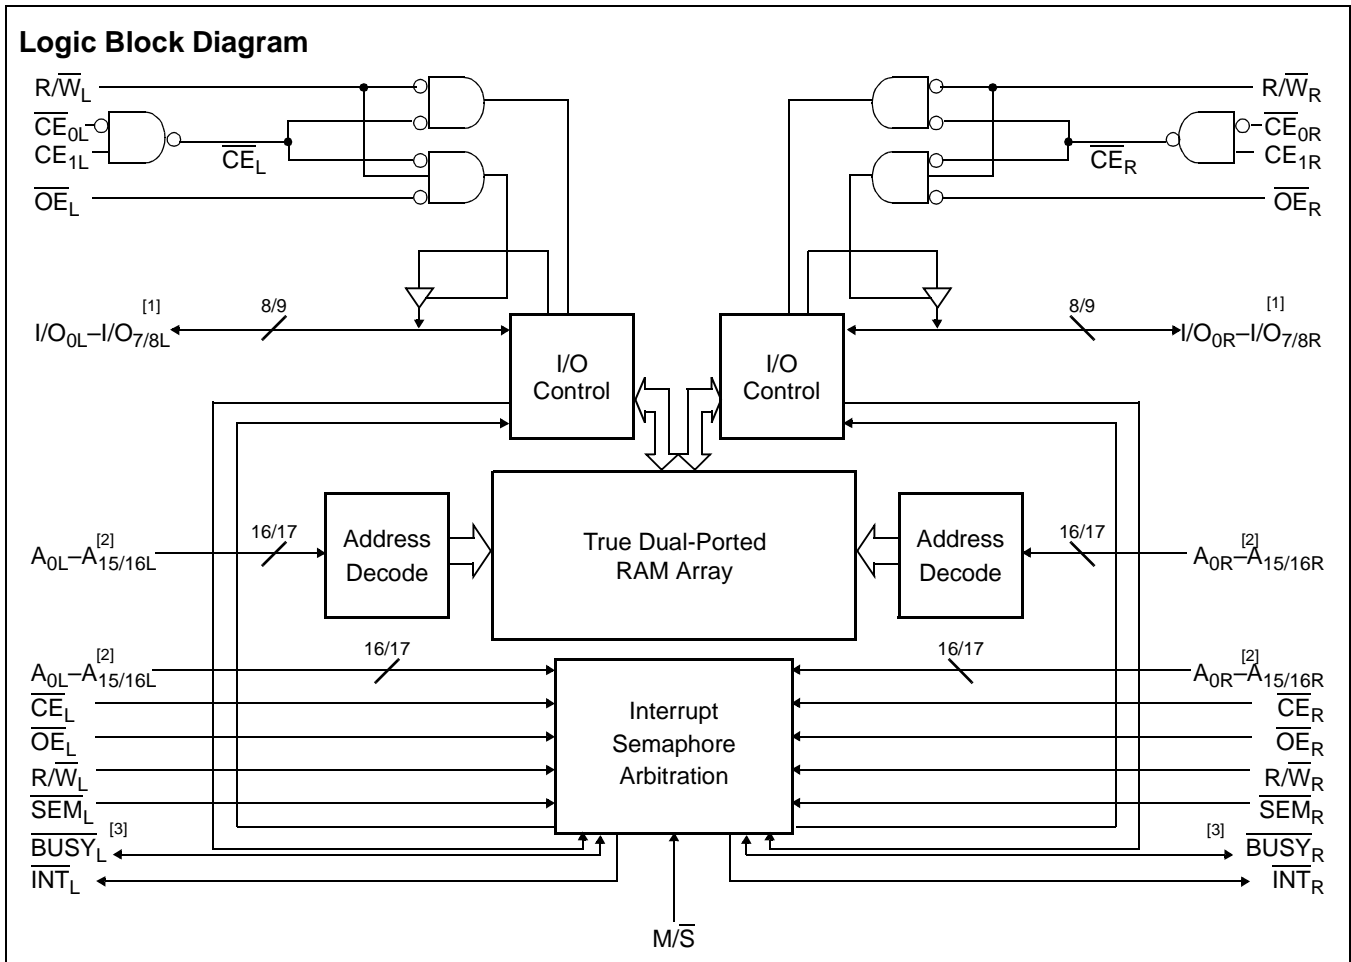 Logic Block Diagram
R/W̅L R/W̅R
C̅E̅0L C̅E̅0R
CE1L C̅E̅L C̅E̅R CE1R
O̅E̅L O̅E̅R
[1] 8/9 8/9 [1]
I/O0L–I/O7/8L I/O0R–I/O7/8R
I/O
Control
I/O
Control
[2] 16/17 16/17 [2]
A0L–A15/16L A0R–A15/16R
Address
Decode
True Dual-Ported
RAM Array
Address
Decode
[2] 16/17 16/17 [2]
A0L–A15/16L A0R–A15/16R
C̅E̅L C̅E̅R
O̅E̅L O̅E̅R
R/W̅L R/W̅R
S̅E̅M̅L S̅E̅M̅R
Interrupt
Semaphore
Arbitration
B̅U̅S̅Y̅L [3] [3] B̅U̅S̅Y̅R
I̅N̅T̅L I̅N̅T̅R
M/S̅